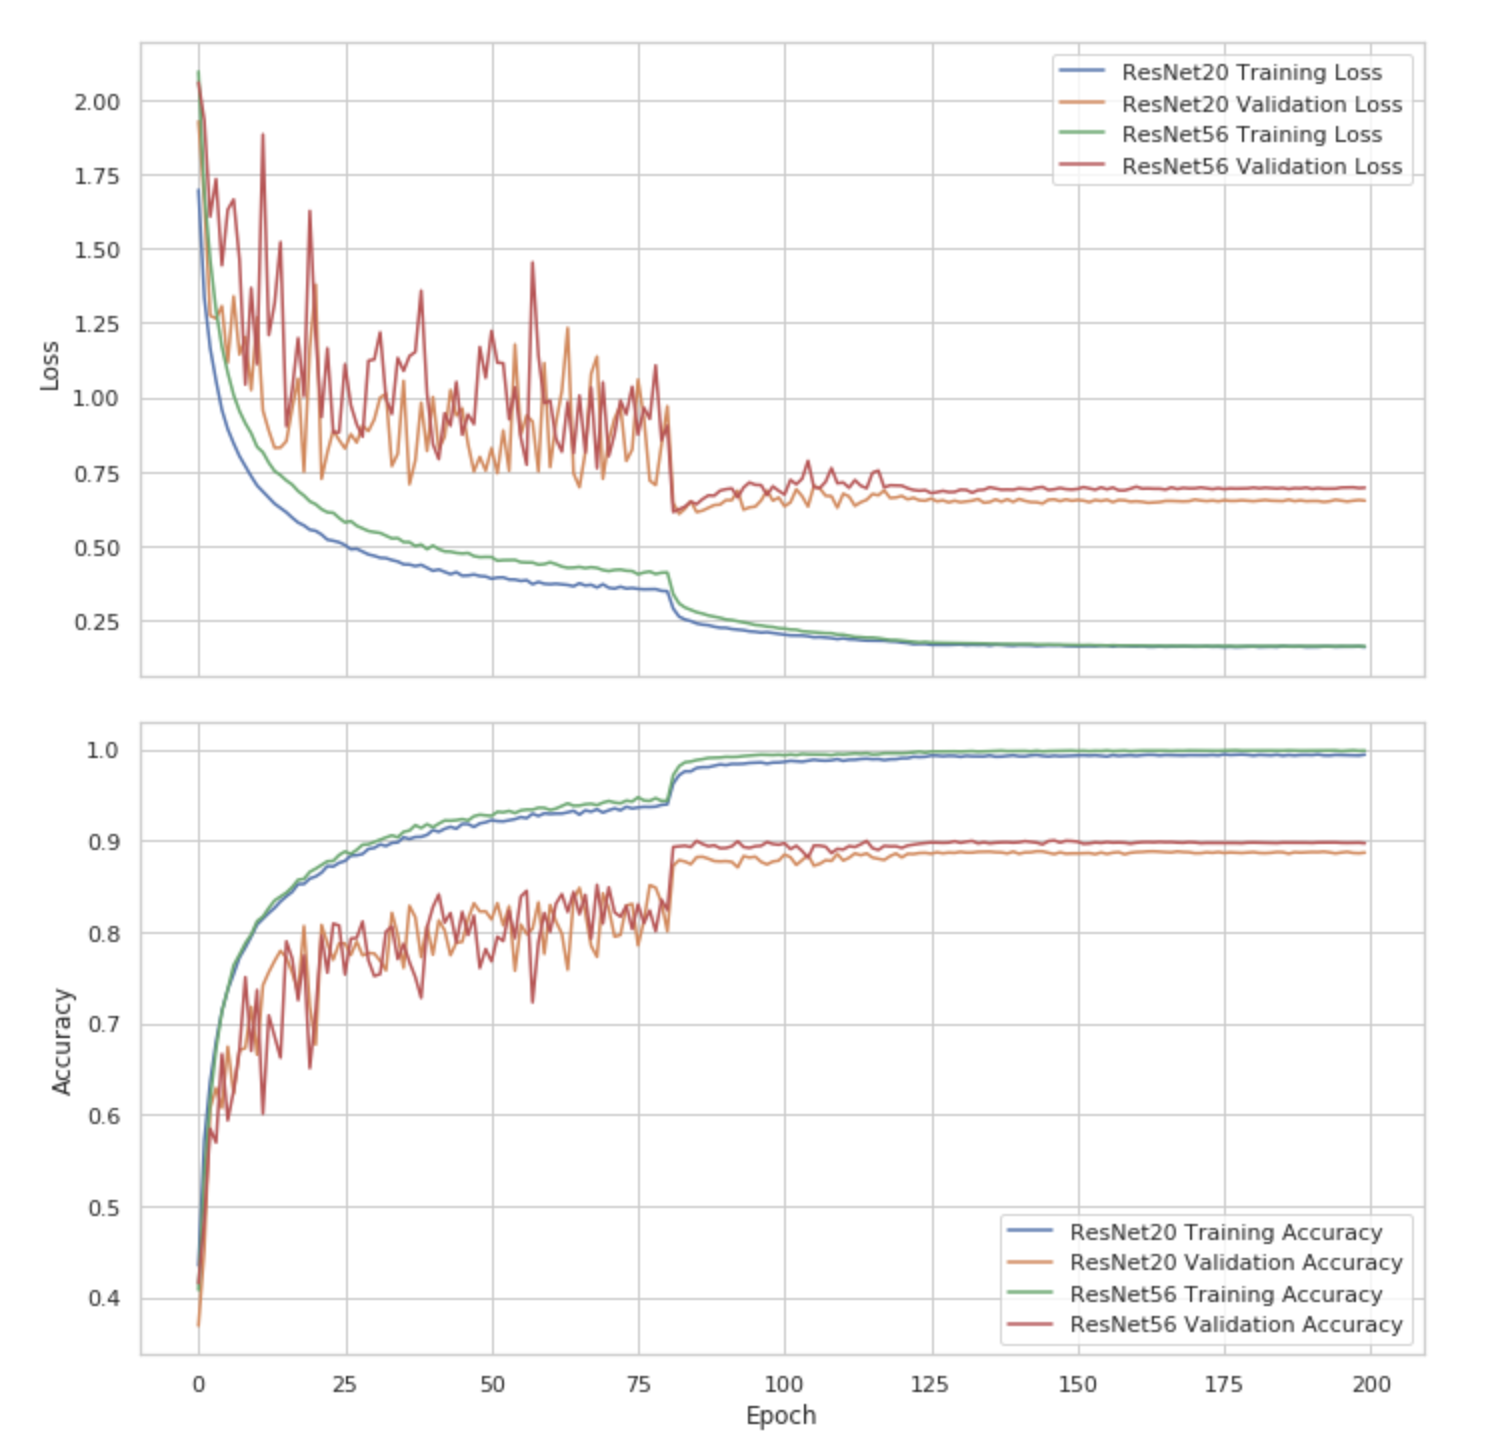 ResNet20 Training Loss
ResNet20 Validation Loss
ResNet56 Training Loss
ResNet56 Validation Loss
2.00
1.75
1.50
1.25
1.00
0.75
0.50
0.25
Loss
1.0
0.9
0.8
0.7
0.6
0.5
0.4
Accuracy
ResNet20 Training Accuracy
ResNet20 Validation Accuracy
ResNet56 Training Accuracy
ResNet56 Validation Accuracy
0 25 50 75 100 125 150 175 200
Epoch